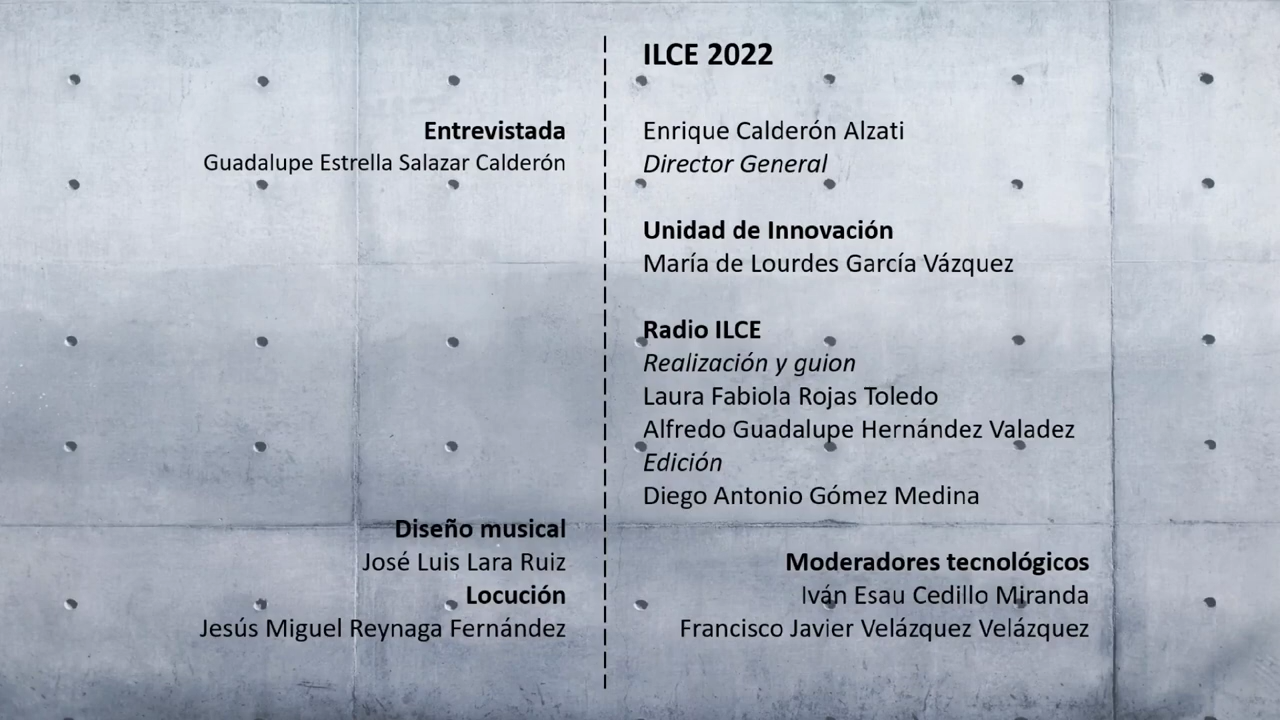 Entrevistada
Guadalupe Estrella Salazar Calderón
Diseño musical
José Luis Lara Ruiz
Locución
Jesús Miguel Reynaga Fernández
ILCE 2022
Enrique Calderón Alzati
Director General
Unidad de Innovación
María de Lourdes García Vázquez
Radio ILCE
Realización y guion
Laura Fabiola Rojas Toledo
Alfredo Guadalupe Hernández Valadez
Edición
Diego Antonio Gómez Medina
Moderadores tecnológicos
Iván Esau Cedillo Miranda
Francisco Javier Velázquez Velázquez